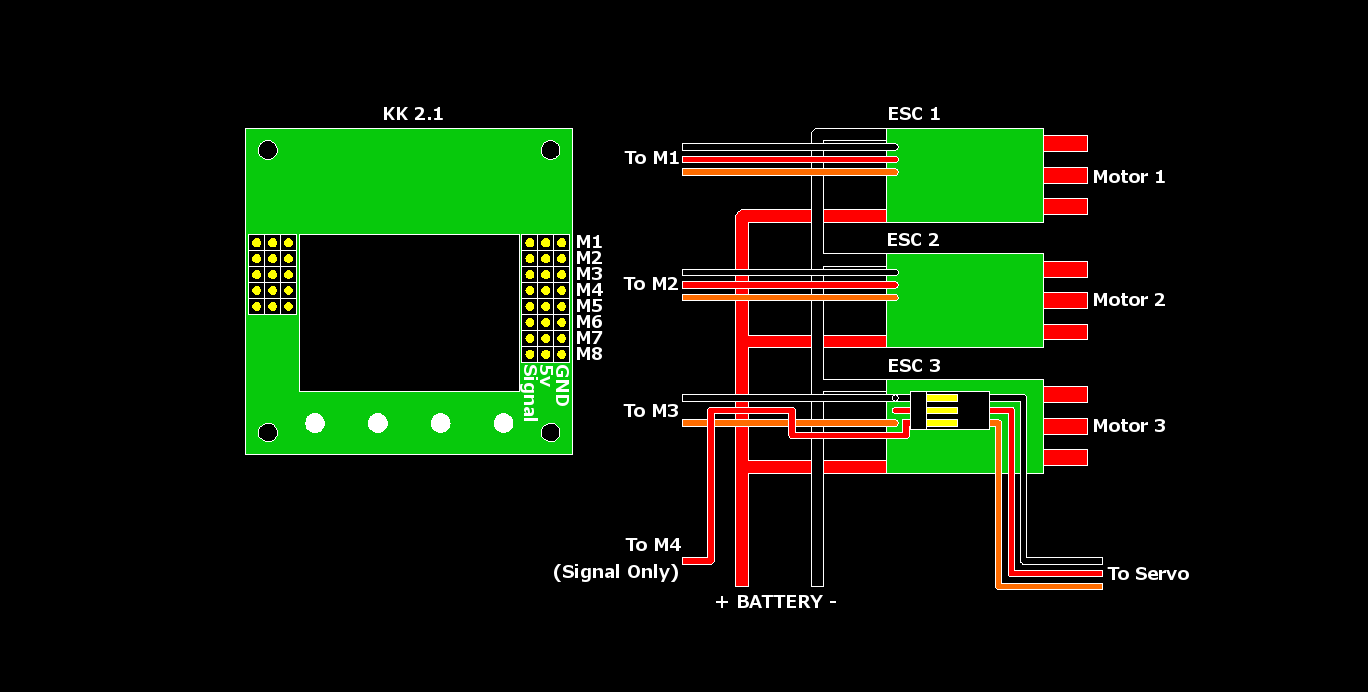 KK 2.1
M1
M2
M3
M4
M5
M6
M7
M8
Signal
5v
GND
ESC 1
To M1
Motor 1
ESC 2
To M2
Motor 2
ESC 3
To M3
Motor 3
To M4
(Signal Only)
+ BATTERY -
To Servo